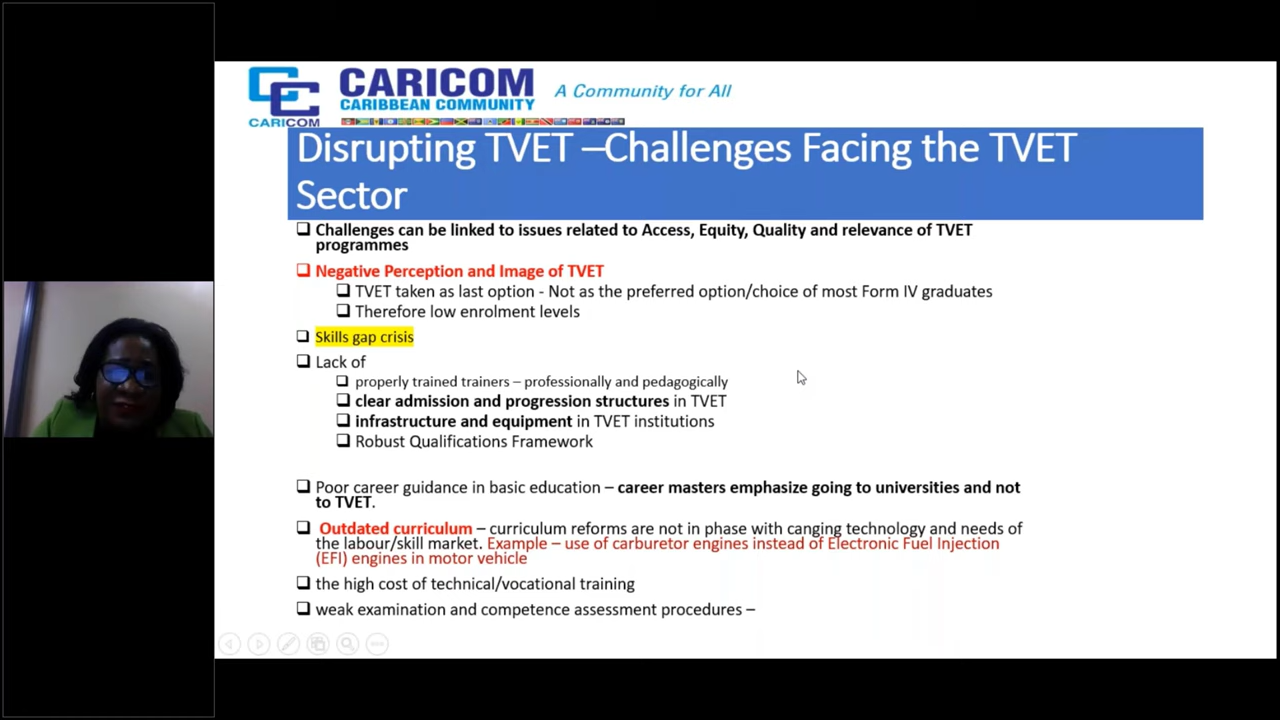 CARICOM
CARICOM
CARIBBEAN COMMUNITY
A Community for All
Disrupting TVET –Challenges Facing the TVET
Sector
Challenges can be linked to issues related to Access, Equity, Quality and relevance of TVET
programmes
Negative Perception and Image of TVET
TVET taken as last option - Not as the preferred option/choice of most Form IV graduates
Therefore low enrolment levels
Skills gap crisis
Lack of
properly trained trainers – professionally and pedagogically
clear admission and progression structures in TVET
infrastructure and equipment in TVET institutions
Robust Qualifications Framework
Poor career guidance in basic education – career masters emphasize going to universities and not
to TVET.
Outdated curriculum – curriculum reforms are not in phase with canging technology and needs of
the labour/skill market. Example – use of carburetor engines instead of Electronic Fuel Injection
(EFI) engines in motor vehicle
the high cost of technical/vocational training
weak examination and competence assessment procedures –